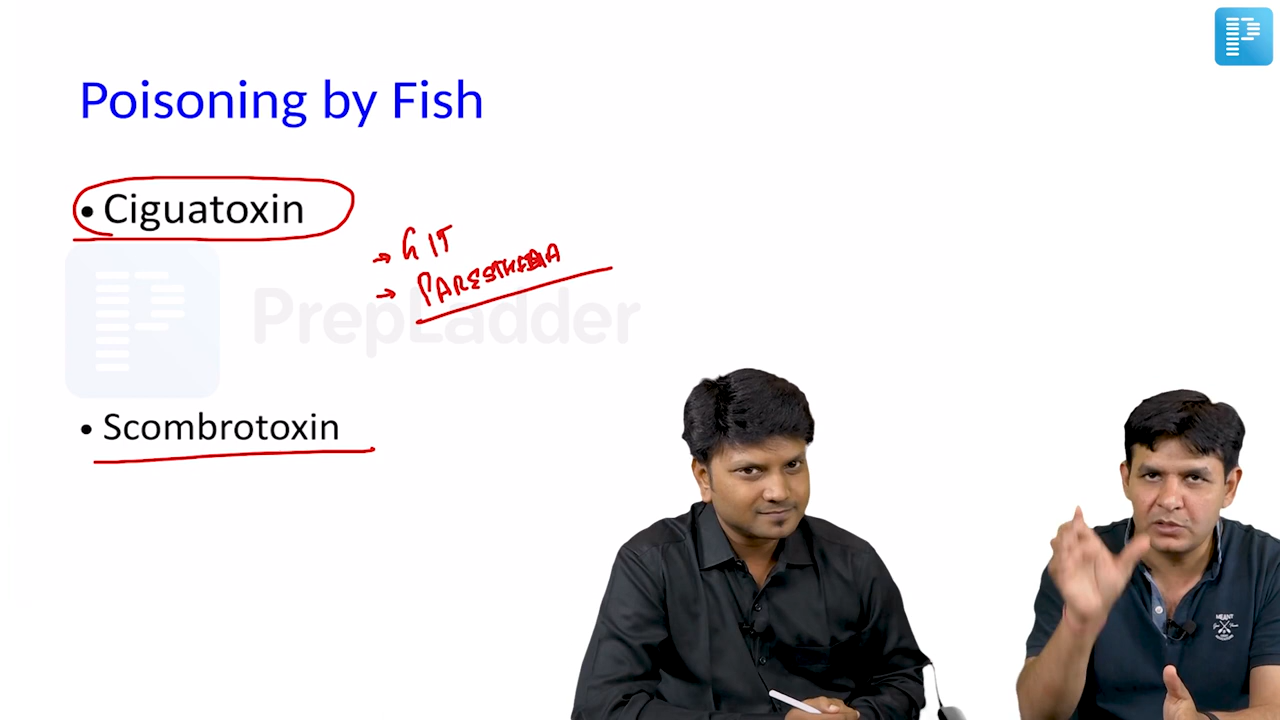 Poisoning by Fish
• Ciguatoxin
→ GIT
→ PARESTHESIA
PrepLadder
• Scombrotoxin